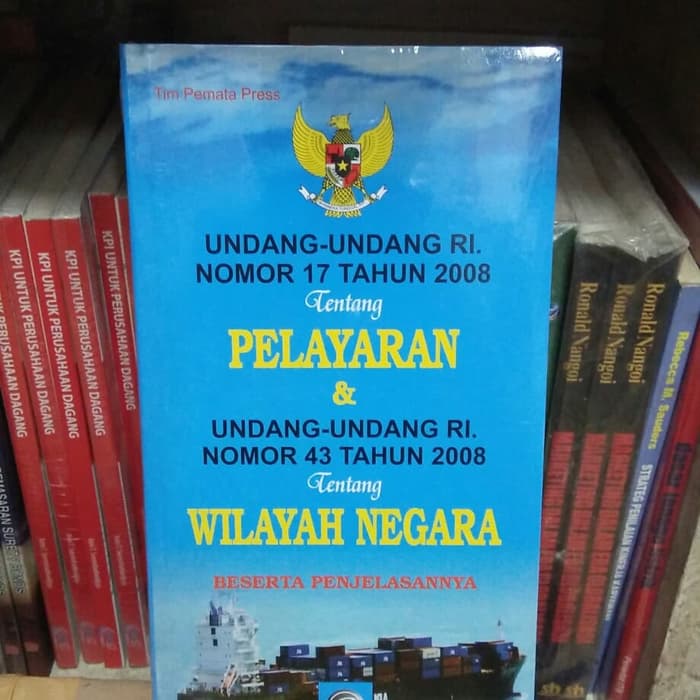 Tim Pemata Press
UNDANG-UNDANG RI.
NOMOR 17 TAHUN 2008
Tentang
PELAYARAN
&
UNDANG-UNDANG RI.
NOMOR 43 TAHUN 2008
Tentang
WILAYAH NEGARA
BESERTA PENJELASANNYA
KPI UNTUK PERUSAHAAN DAGANG
KPI UNTUK PERUSAHAAN DAGANG
KPI UNTUK PERUSAHAAN DAGANG
KPI UNTUK PERUSAHAAN DAGANG
Ronald Nangoi
Ronald Nangoi
Ronald Nangoi
Rebecca M. Saunders